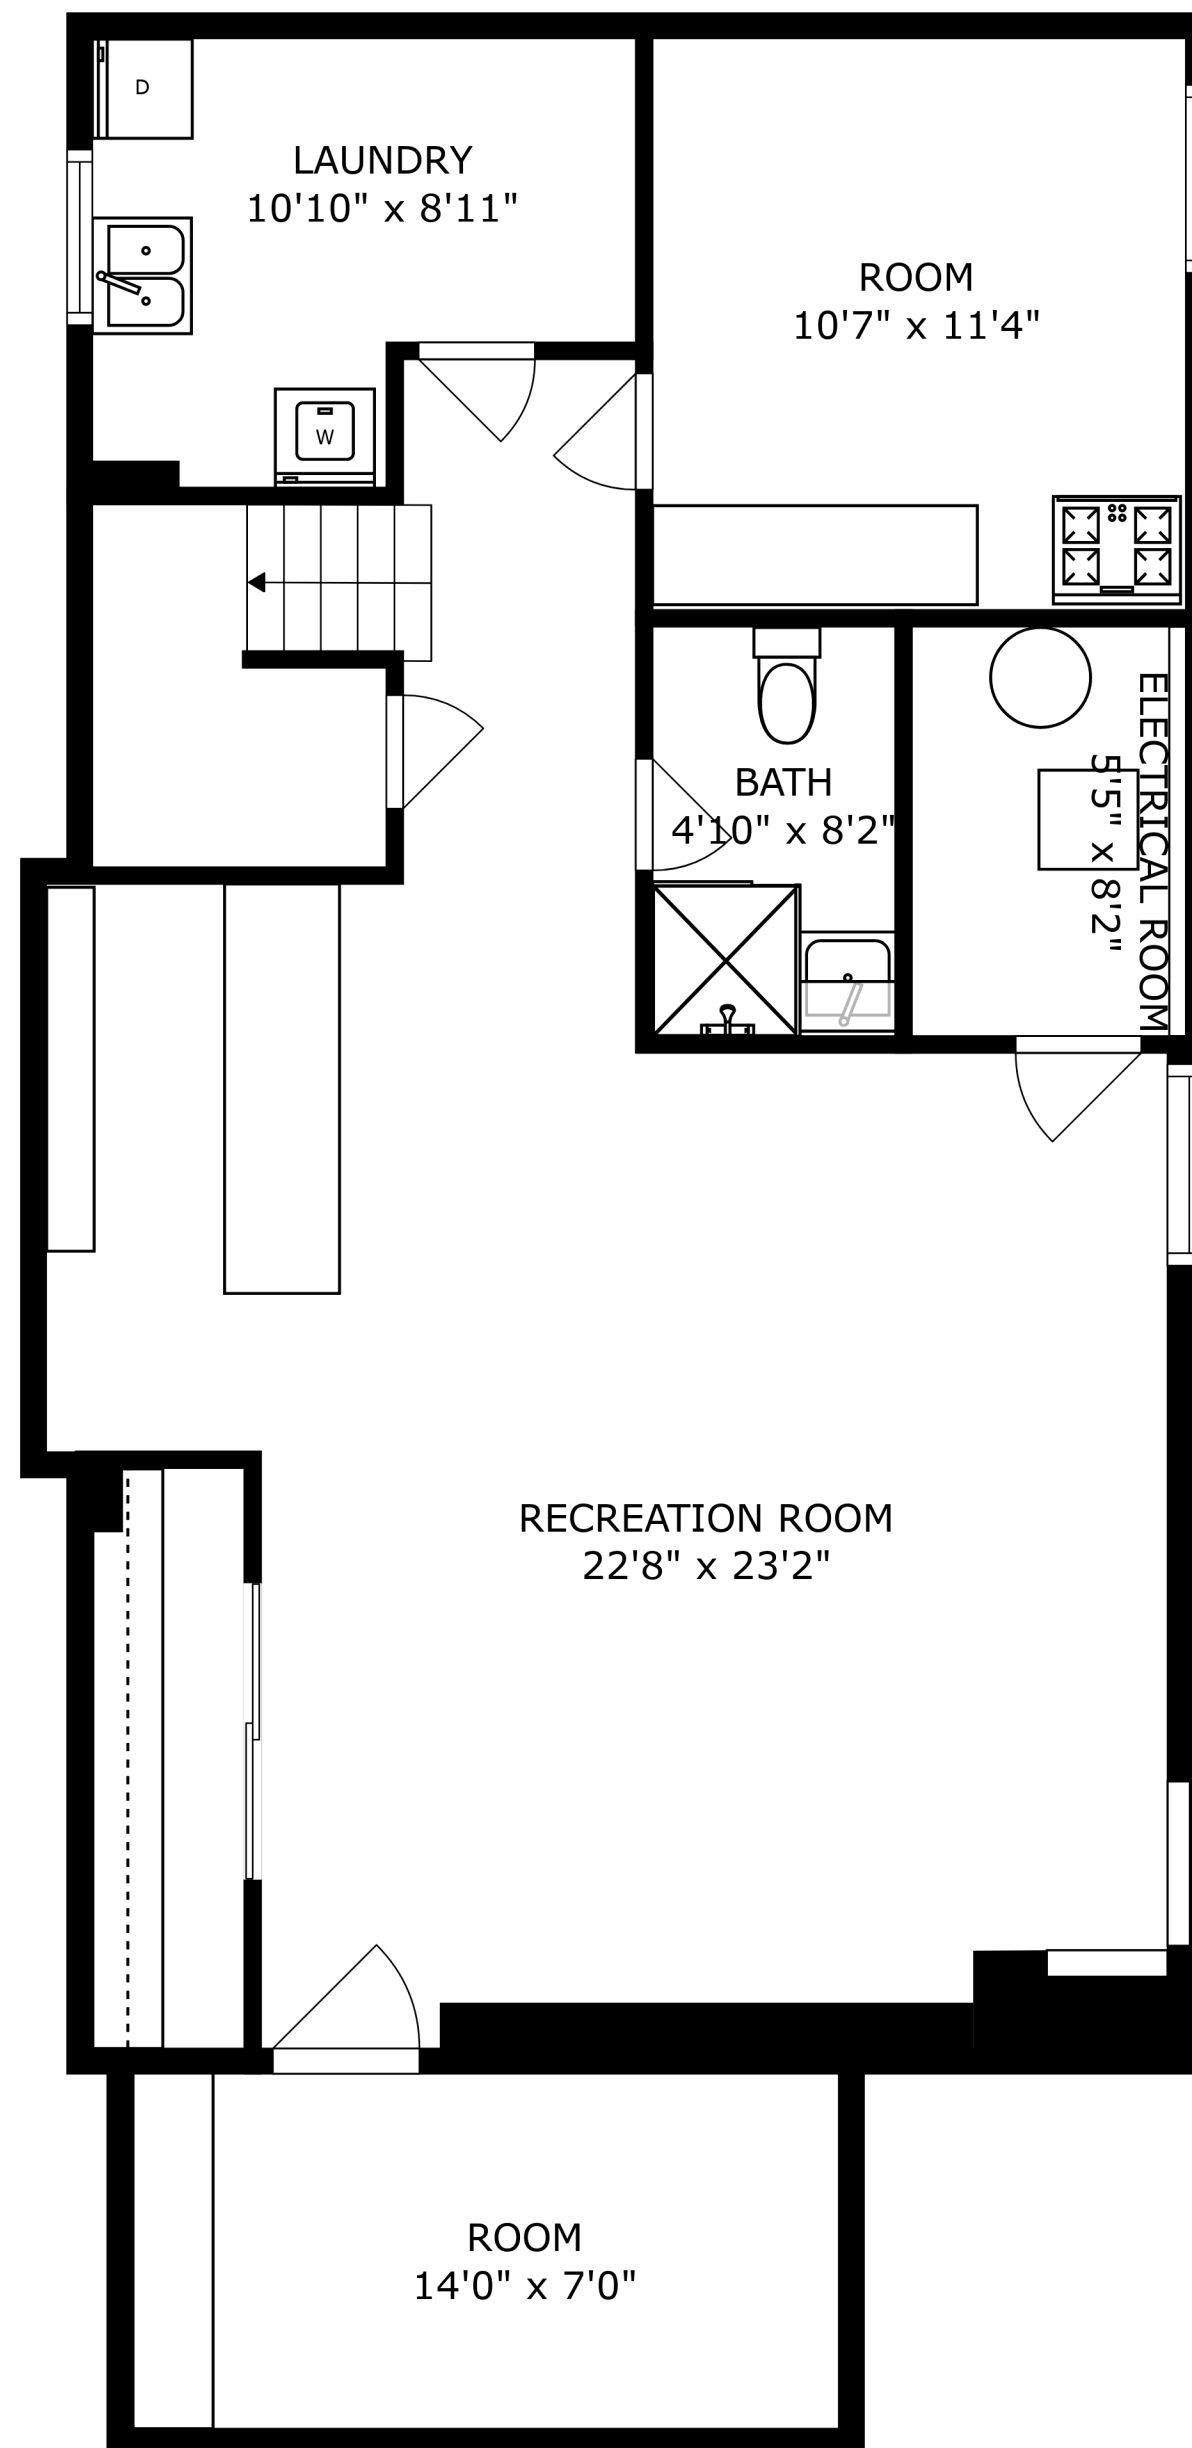 D
LAUNDRY
10'10" x 8'11"
ROOM
10'7" x 11'4"
W
BATH
4'10" x 8'2"
ELECTRICAL ROOM
5'5" x 8'2"
RECREATION ROOM
22'8" x 23'2"
ROOM
14'0" x 7'0"